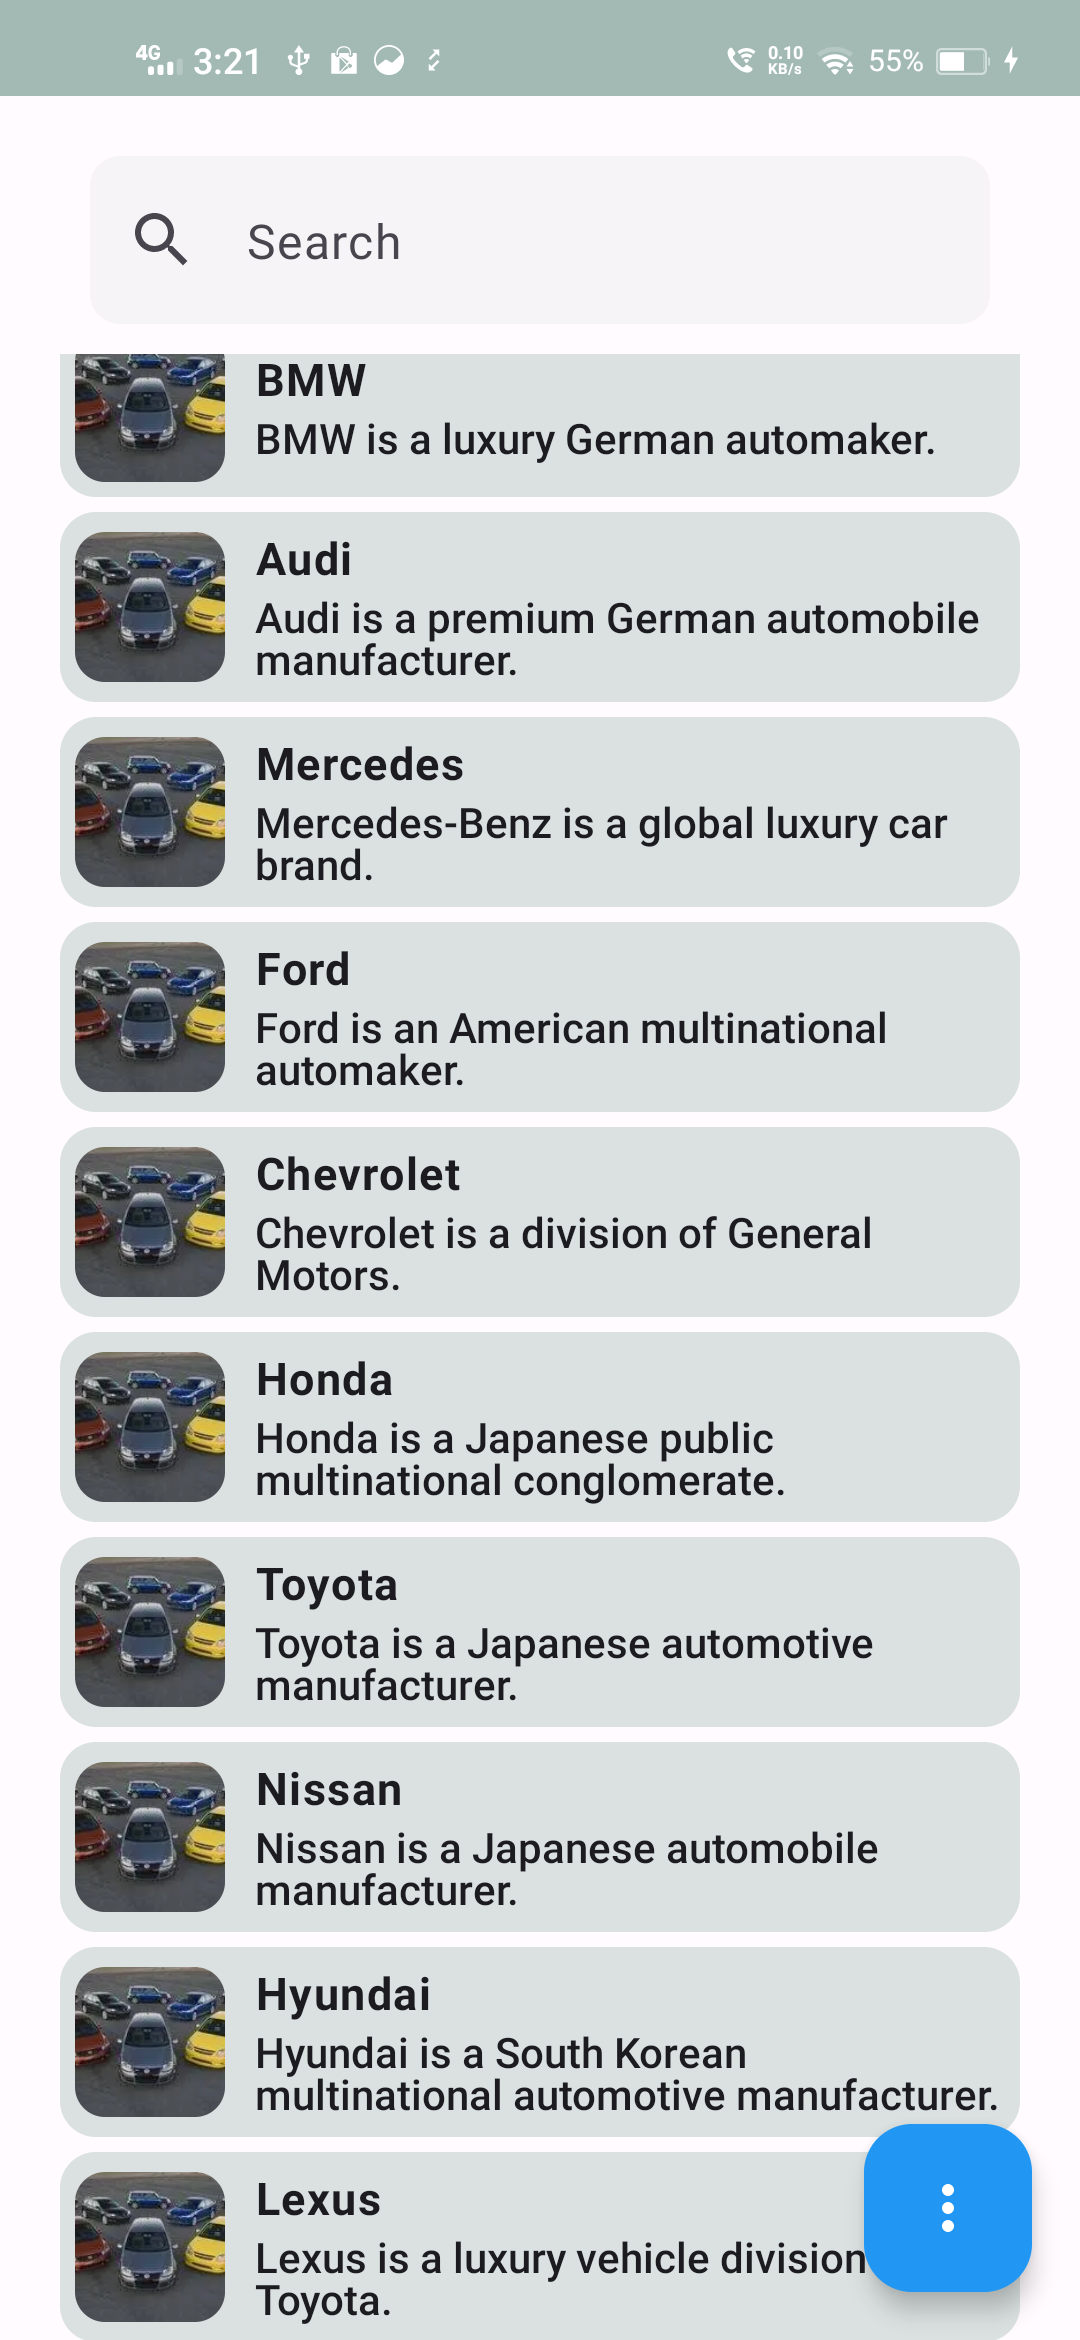 4G 3:21 0.10 KB/s 55%
Search
BMW
BMW is a luxury German automaker.
Audi
Audi is a premium German automobile
manufacturer.
Mercedes
Mercedes-Benz is a global luxury car
brand.
Ford
Ford is an American multinational
automaker.
Chevrolet
Chevrolet is a division of General
Motors.
Honda
Honda is a Japanese public
multinational conglomerate.
Toyota
Toyota is a Japanese automotive
manufacturer.
Nissan
Nissan is a Japanese automobile
manufacturer.
Hyundai
Hyundai is a South Korean
multinational automotive manufacturer.
Lexus
Lexus is a luxury vehicle division
Toyota.